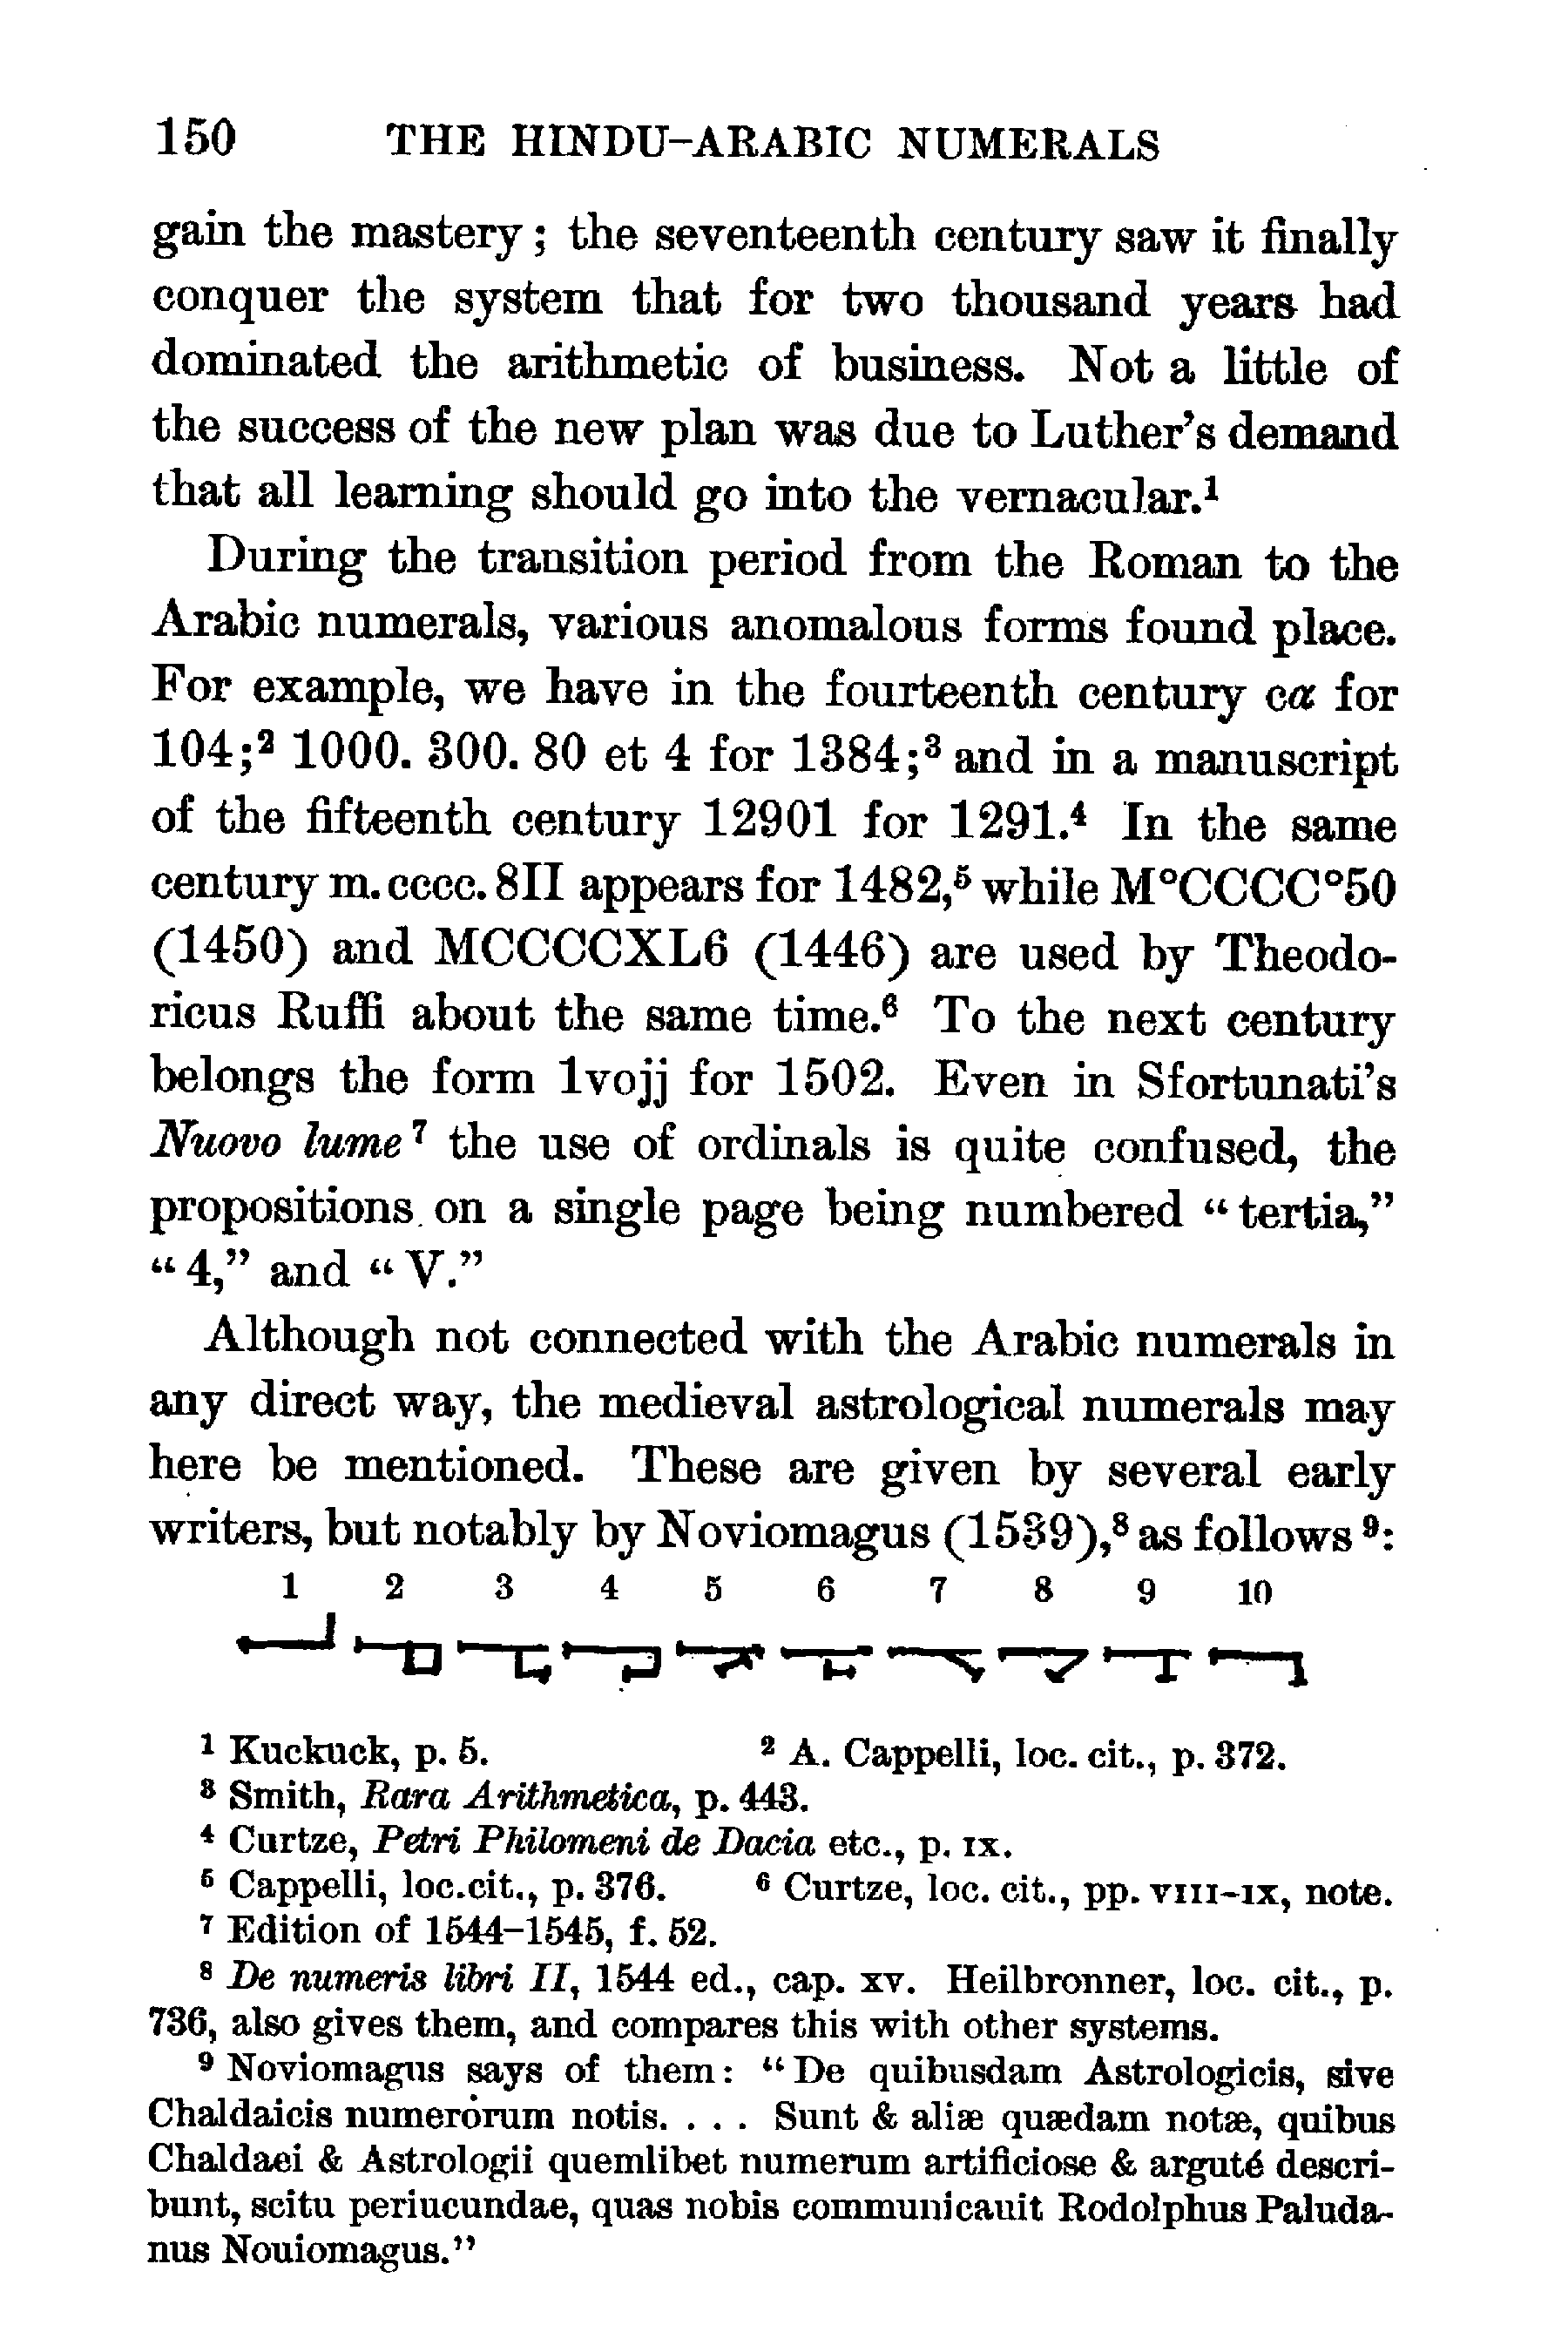 150 THE HINDU-ARABIC NUMERALS
gain the mastery; the seventeenth century saw it finally
conquer the system that for two thousand years had
dominated the arithmetic of business. Not a little of
the success of the new plan was due to Luther's demand
that all learning should go into the vernacular.¹
During the transition period from the Roman to the
Arabic numerals, various anomalous forms found place.
For example, we have in the fourteenth century cα for
104;² 1000. 300. 80 et 4 for 1384;³ and in a manuscript
of the fifteenth century 12901 for 1291.⁴ In the same
century m. cccc. 8II appears for 1482,⁵ while M°CCCC°50
(1450) and MCCCCXL6 (1446) are used by Theodo-
ricus Ruffi about the same time.⁶ To the next century
belongs the form 1vojj for 1502. Even in Sfortunati's
Nuovo lume⁷ the use of ordinals is quite confused, the
propositions on a single page being numbered "tertia,"
"4," and "V."
Although not connected with the Arabic numerals in
any direct way, the medieval astrological numerals may
here be mentioned. These are given by several early
writers, but notably by Noviomagus (1539),⁸ as follows⁹:
1 2 3 4 5 6 7 8 9 10
¹ Kuckuck, p. 5. ² A. Cappelli, loc. cit., p. 372.
³ Smith, Rara Arithmetica, p. 443.
⁴ Curtze, Petri Philomeni de Dacia etc., p. IX.
⁵ Cappelli, loc.cit., p. 376. ⁶ Curtze, loc. cit., pp. VIII-IX, note.
⁷ Edition of 1544-1545, f. 52.
⁸ De numeris libri II, 1544 ed., cap. XV. Heilbronner, loc. cit., p.
736, also gives them, and compares this with other systems.
⁹ Noviomagus says of them: "De quibusdam Astrologicis, sive
Chaldaicis numerorum notis. . . . Sunt & aliæ quædam notæ, quibus
Chaldaei & Astrologii quemlibet numerum artificiose & arguté descri-
bunt, scitu periucundae, quas nobis communicauit Rodolphus Paluda-
nus Nouiomagus."